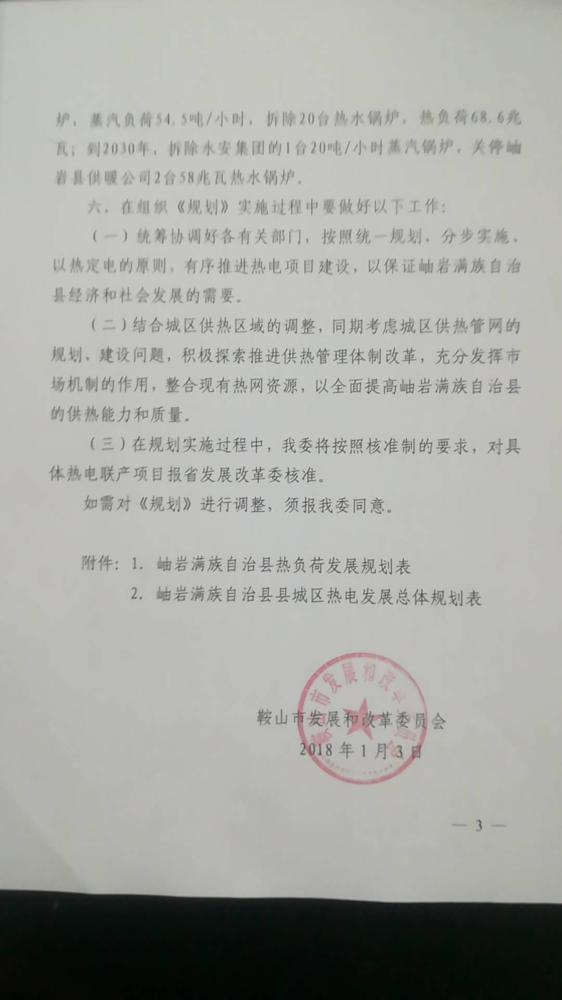 炉，蒸汽负荷54.5吨/小时，拆除20台热水锅炉，热负荷68.6兆
瓦；到2030年，拆除永安集团的1台20吨/小时蒸汽锅炉，关停岫
岩县供暖公司2台58兆瓦热水锅炉。
六、在组织《规划》实施过程中要做好以下工作：
（一）统筹协调好各有关部门，按照统一规划、分步实施、
以热定电的原则，有序推进热电项目建设，以保证岫岩满族自治
县经济和社会发展的需要。
（二）结合城区供热区域的调整，同期考虑城区供热管网的
规划、建设问题，积极探索推进供热管理体制改革，充分发挥市
场机制的作用，整合现有热网资源，以全面提高岫岩满族自治县
的供热能力和质量。
（三）在规划实施过程中，我委将按照核准制的要求，对具
体热电联产项目报省发展改革委核准。
如需对《规划》进行调整，须报我委同意。
附件：1. 岫岩满族自治县热负荷发展规划表
2. 岫岩满族自治县县城区热电发展总体规划表
鞍山市发展和改革委员会
鞍山市发展和改革委员会
2018年1月3日
— 3 —